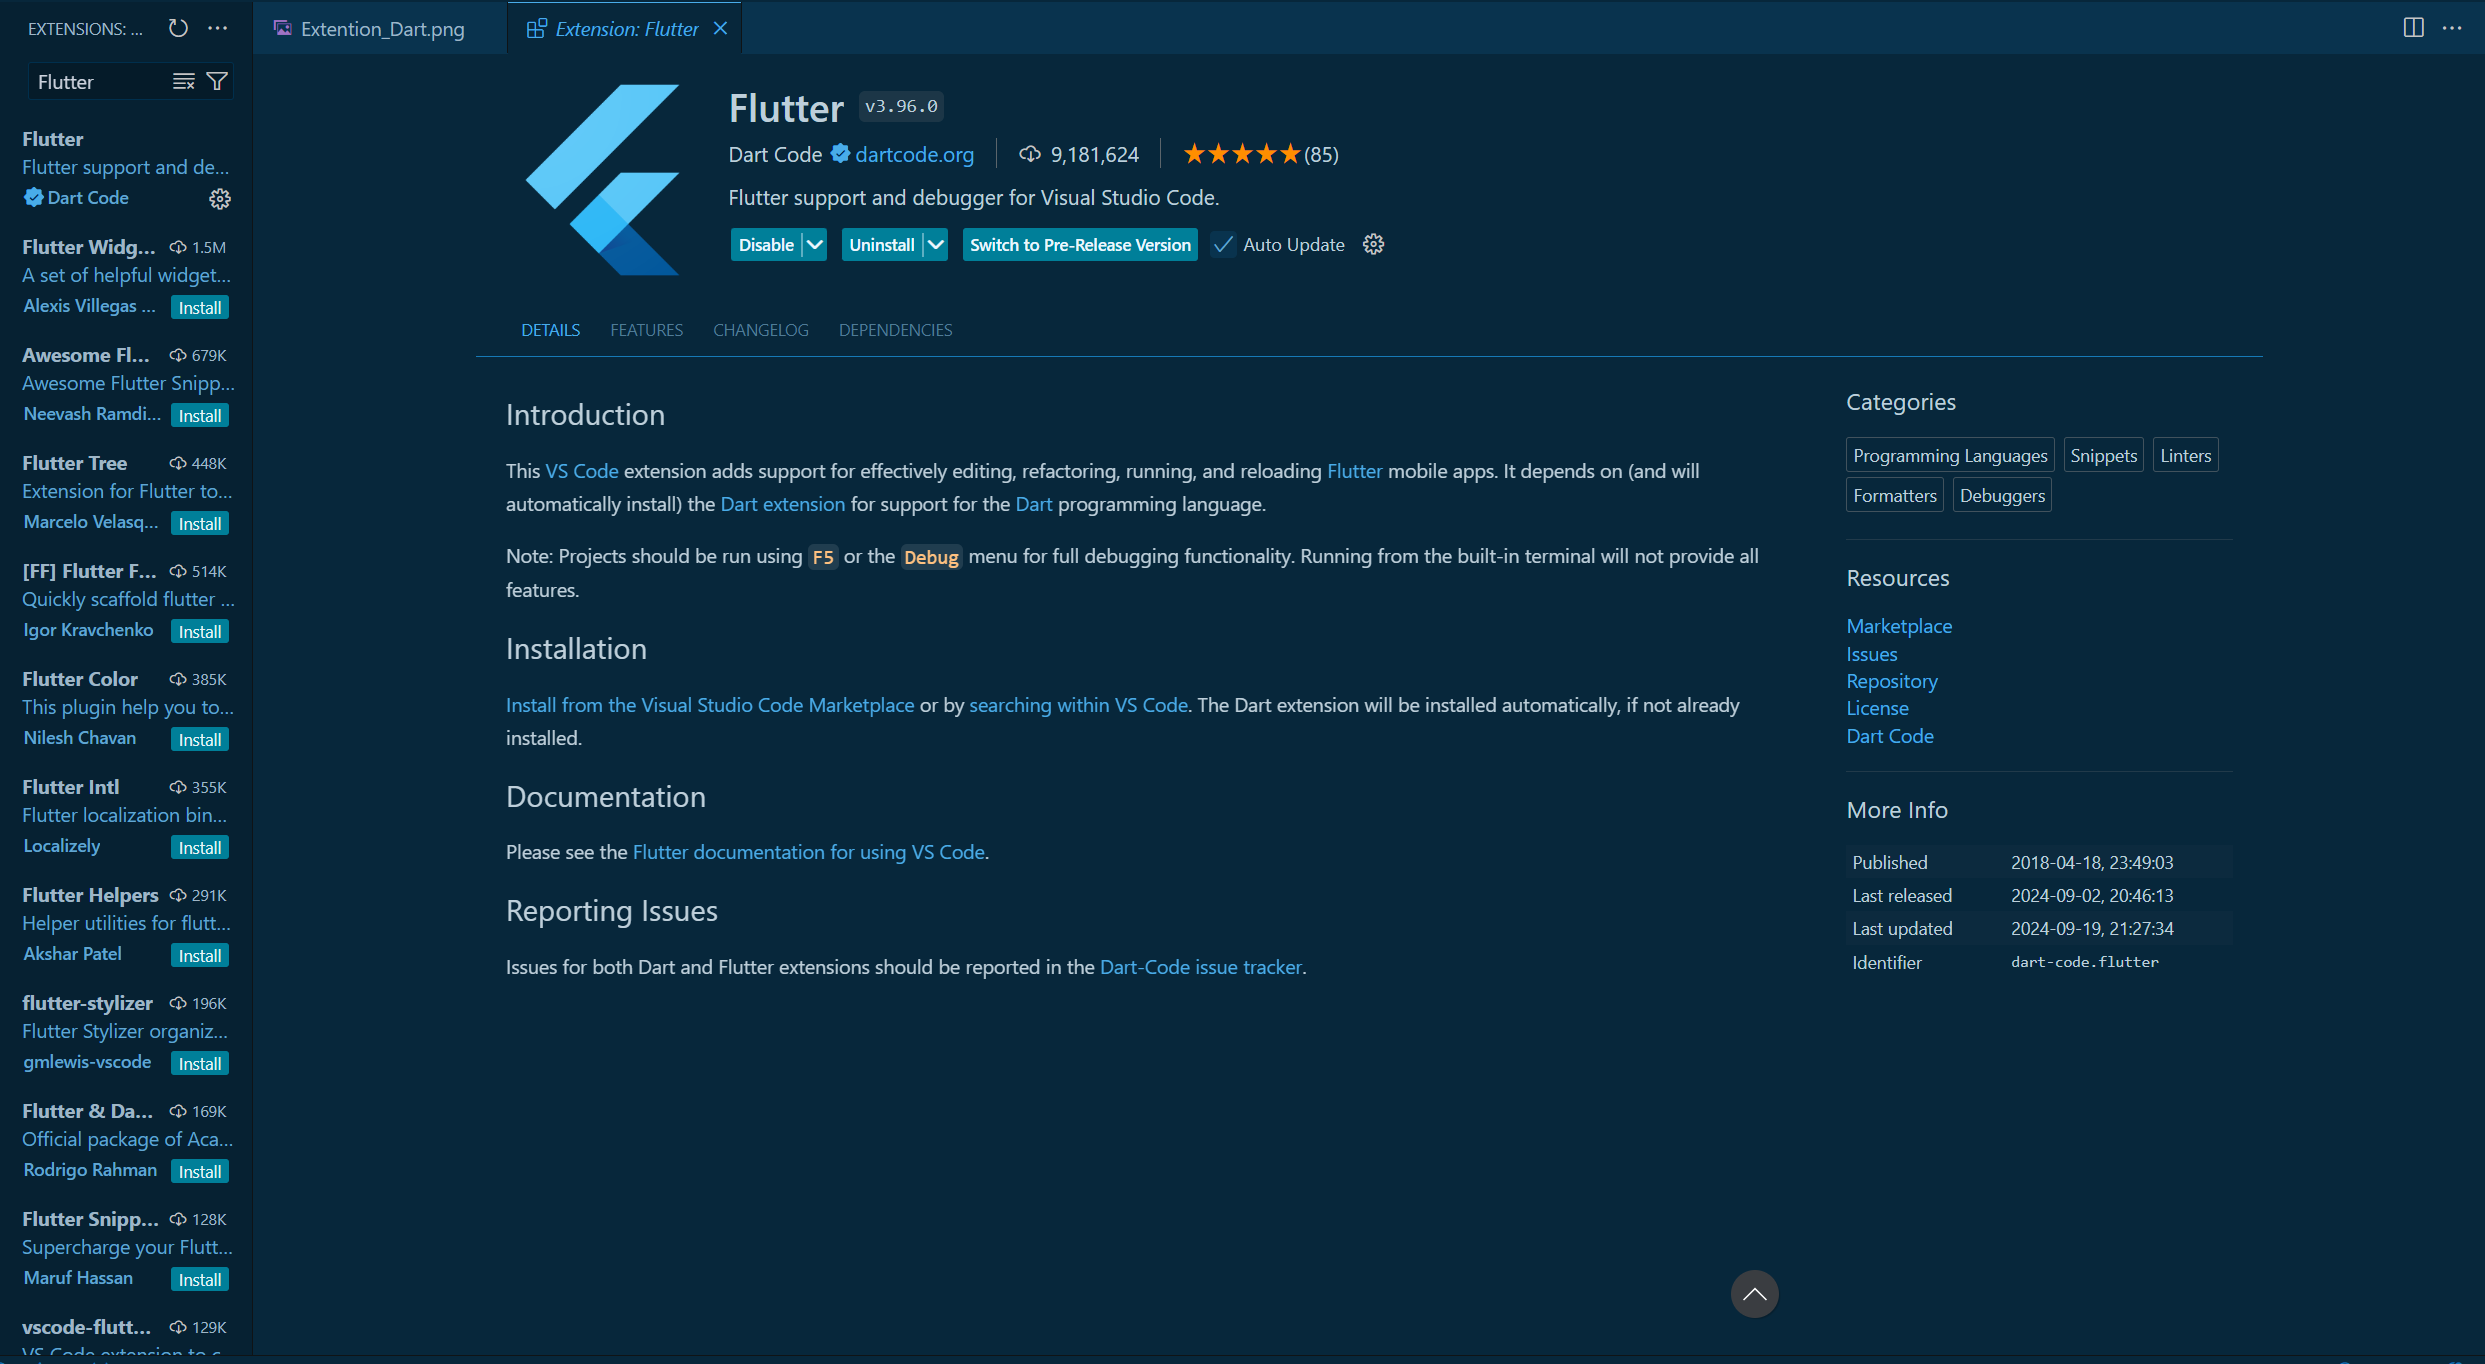 EXTENSIONS: ...
Flutter
Flutter
Flutter support and de...
Dart Code
Flutter Widg... 1.5M
A set of helpful widget...
Alexis Villegas ... Install
Awesome Fl... 679K
Awesome Flutter Snipp...
Neevash Ramdi... Install
Flutter Tree 448K
Extension for Flutter to...
Marcelo Velasq... Install
[FF] Flutter F... 514K
Quickly scaffold flutter ...
Igor Kravchenko Install
Flutter Color 385K
This plugin help you to...
Nilesh Chavan Install
Flutter Intl 355K
Flutter localization bin...
Localizely Install
Flutter Helpers 291K
Helper utilities for flutt...
Akshar Patel Install
flutter-stylizer 196K
Flutter Stylizer organiz...
gmlewis-vscode Install
Flutter & Da... 169K
Official package of Aca...
Rodrigo Rahman Install
Flutter Snipp... 128K
Supercharge your Flutt...
Maruf Hassan Install
vscode-flutt... 129K
VS Code extension to c...
Extention_Dart.png
Extension: Flutter
Flutter v3.96.0
Dart Code dartcode.org 9,181,624 (85)
Flutter support and debugger for Visual Studio Code.
Disable Uninstall Switch to Pre-Release Version Auto Update
DETAILS FEATURES CHANGELOG DEPENDENCIES
Introduction
This VS Code extension adds support for effectively editing, refactoring, running, and reloading Flutter mobile apps. It depends on (and will
automatically install) the Dart extension for support for the Dart programming language.
Note: Projects should be run using F5 or the Debug menu for full debugging functionality. Running from the built-in terminal will not provide all
features.
Installation
Install from the Visual Studio Code Marketplace or by searching within VS Code. The Dart extension will be installed automatically, if not already
installed.
Documentation
Please see the Flutter documentation for using VS Code.
Reporting Issues
Issues for both Dart and Flutter extensions should be reported in the Dart-Code issue tracker.
Categories
Programming Languages Snippets Linters
Formatters Debuggers
Resources
Marketplace
Issues
Repository
License
Dart Code
More Info
Published 2018-04-18, 23:49:03
Last released 2024-09-02, 20:46:13
Last updated 2024-09-19, 21:27:34
Identifier dart-code.flutter